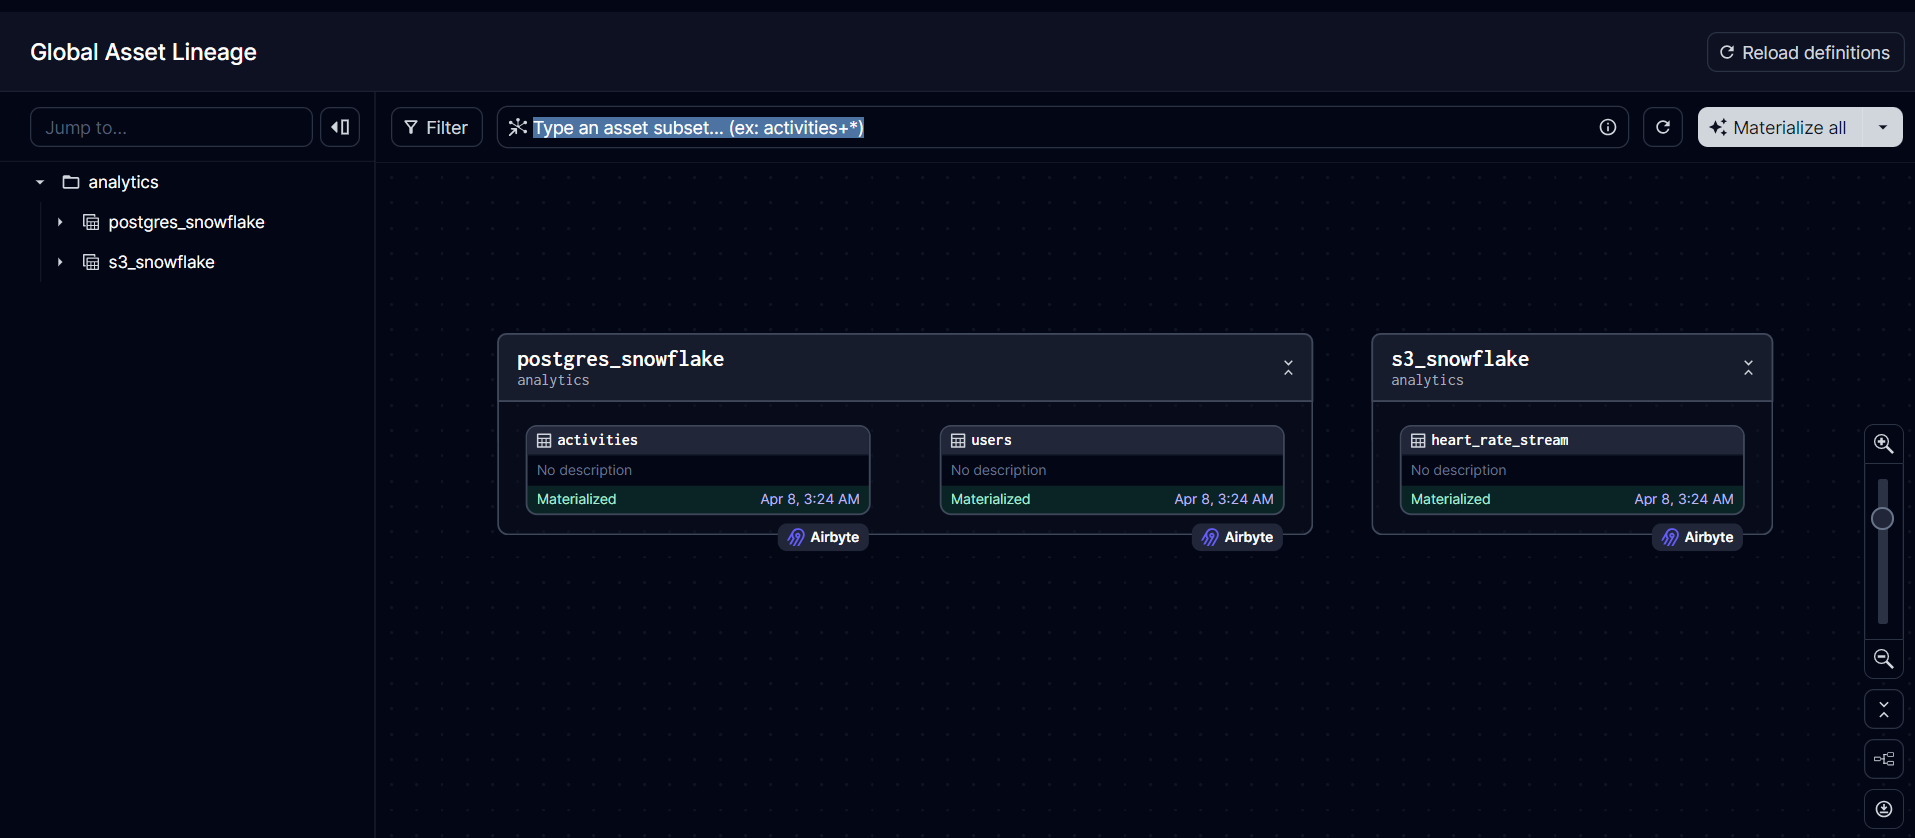 Global Asset Lineage
Reload definitions
Jump to...
Filter
Type an asset subset... (ex: activities+*)
Materialize all
analytics
postgres_snowflake
s3_snowflake
postgres_snowflake
analytics
activities
No description
Materialized Apr 8, 3:24 AM
Airbyte
users
No description
Materialized Apr 8, 3:24 AM
Airbyte
s3_snowflake
analytics
heart_rate_stream
No description
Materialized Apr 8, 3:24 AM
Airbyte